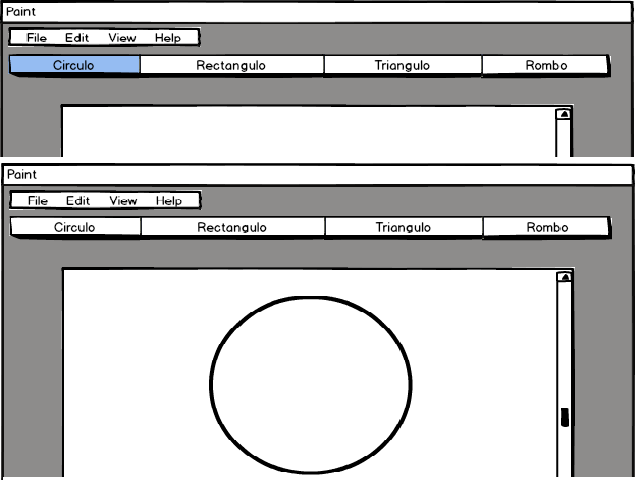 Paint
File Edit View Help
Circulo Rectangulo Triangulo Rombo
Paint
File Edit View Help
Circulo Rectangulo Triangulo Rombo